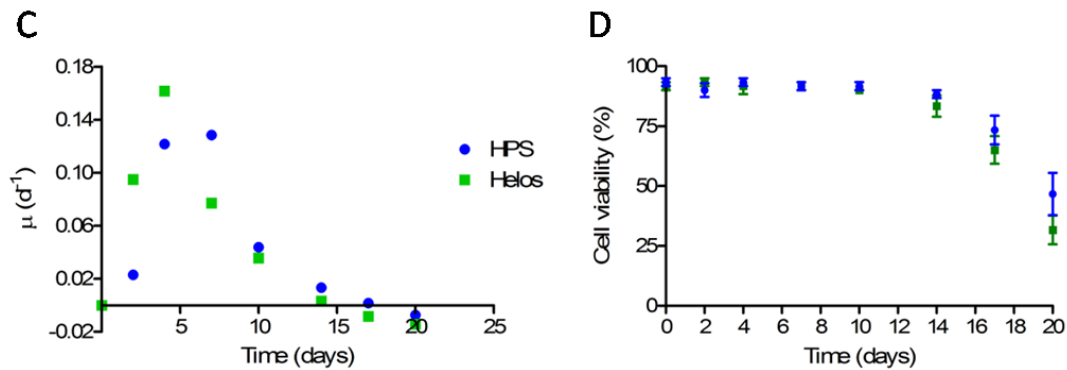 C
D
0.18
0.14
0.10
0.06
0.02
-0.02
μ (d-1)
5
10
15
20
25
Time (days)
HPS
Helos
100
75
50
25
0
Cell viability (%)
0 2 4 6 8 10 12 14 16 18 20
Time (days)